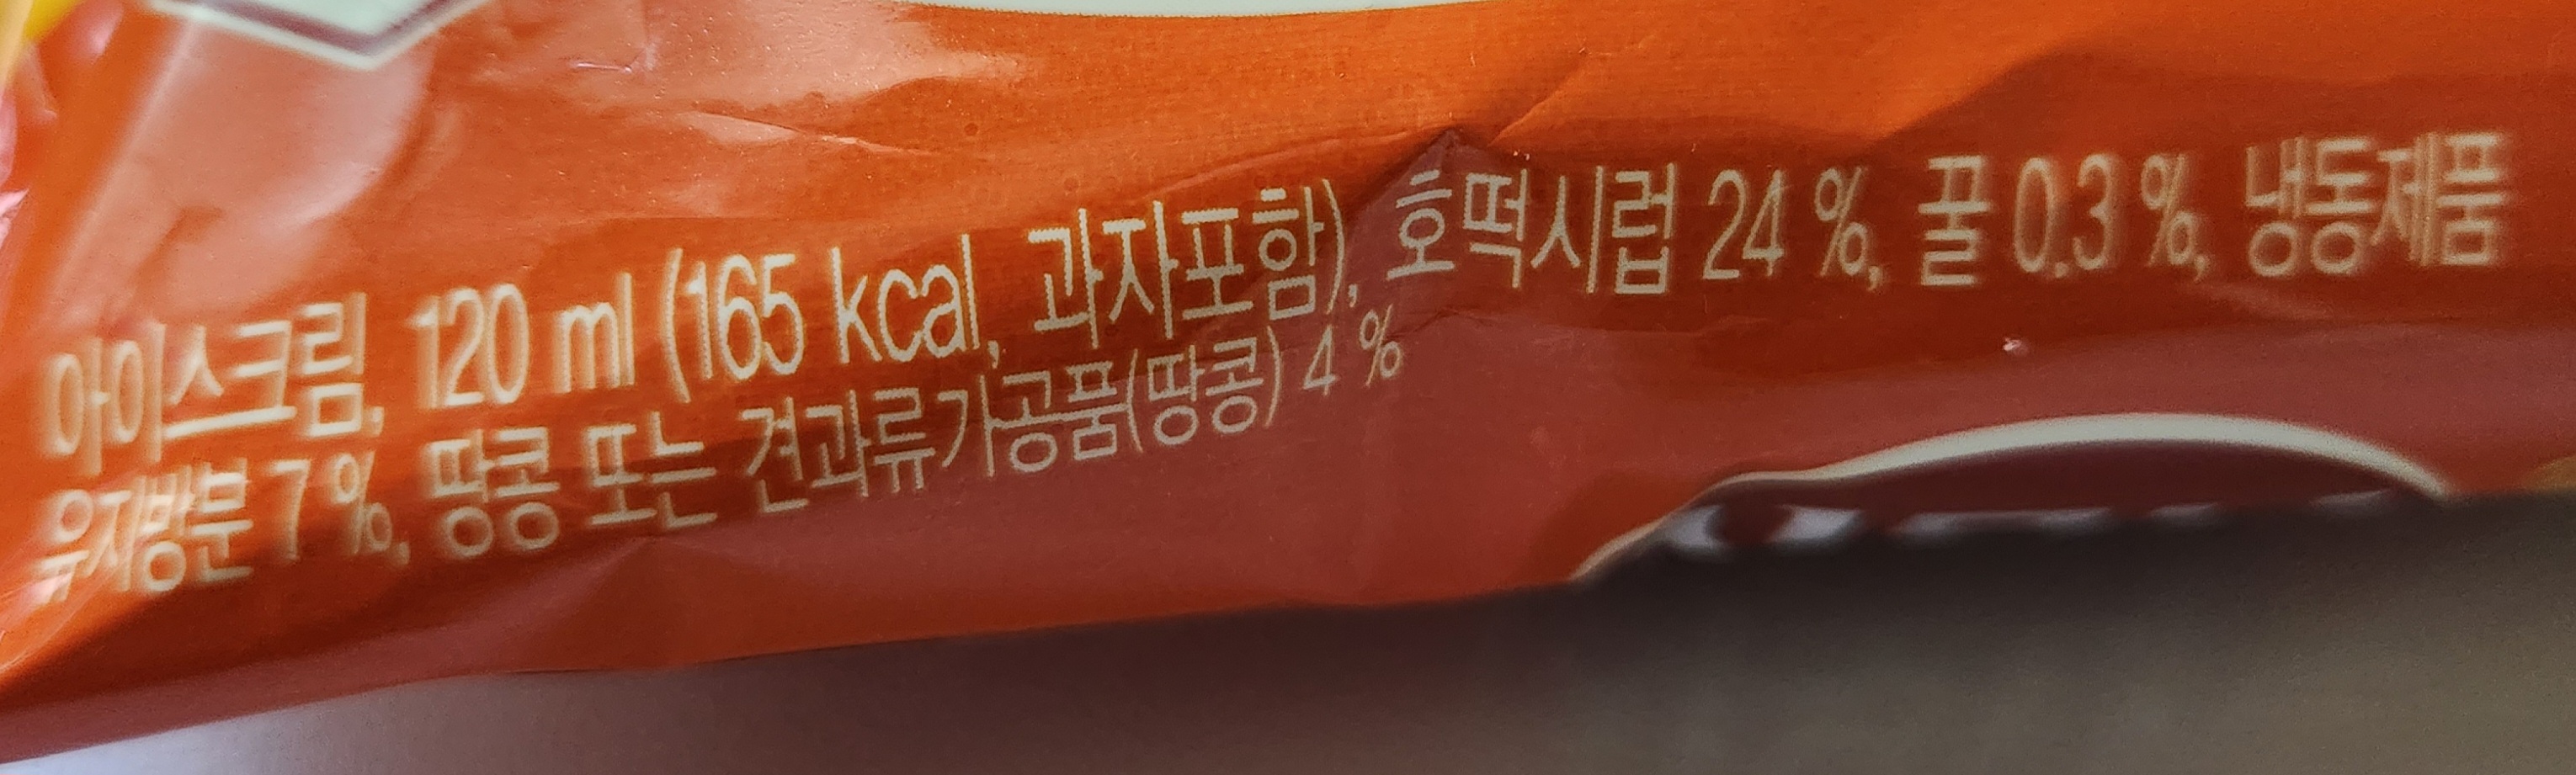 아이스크림, 120 ml (165 kcal, 과자포함), 호떡시럽 24 %, 꿀 0.3 %, 냉동제품
유지방분 7 %, 땅콩 또는 견과류가공품(땅콩) 4 %